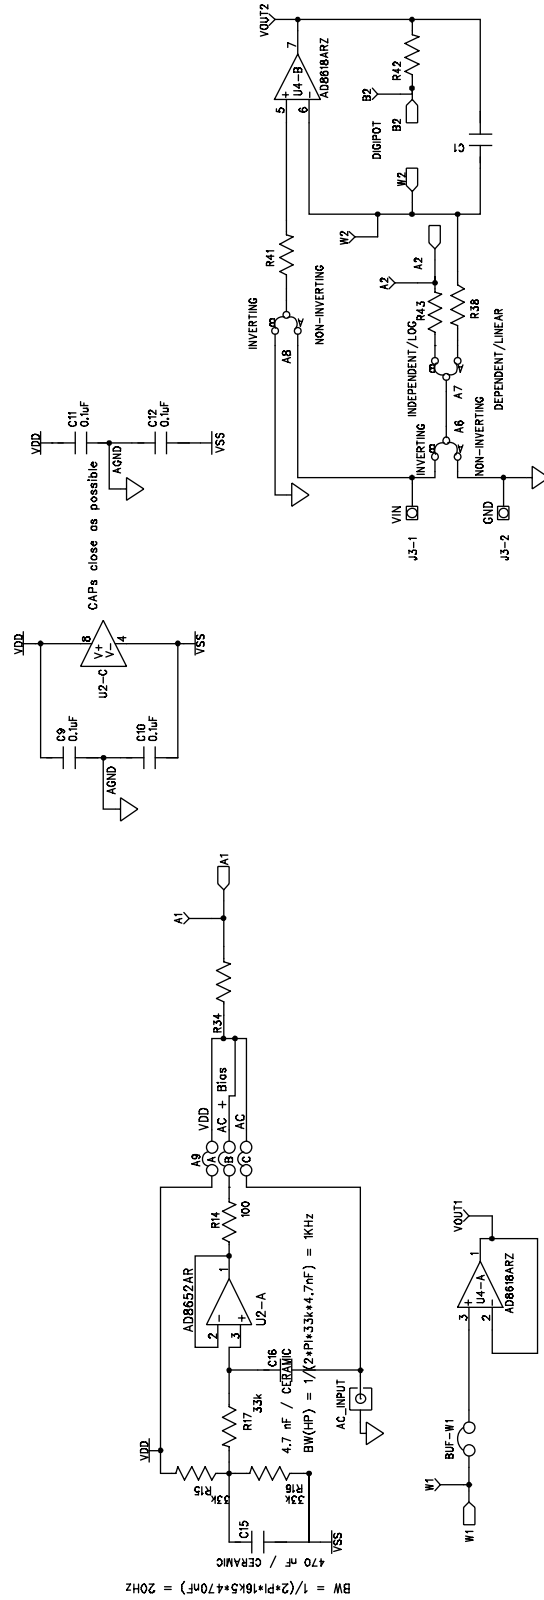 BW = 1/(2*PI*16k5*470nF) = 20Hz
470 nF / CERAMIC
C15
VSS
VDD
R15
33k
R16
33k
R17
33k
C16
4.7 nF / CERAMIC
BW(HP) = 1/(2*PI*33k*4.7nF) = 1KHz
AC_INPUT
AD8652AR
2
3
1
-
+
U2-A
R14
100
A9
A
B
C
VDD
AC + Bias
AC
R34
A1
A1
W1
W1
BUF-W1
3
2
1
+
-
U4-A
AD8618ARZ
VOUT1
VDD
C9
0.1uF
C10
0.1uF
AGND
8
V+
V-
4
U2-C
VSS
CAPs close as possible
VDD
C11
0.1uF
C12
0.1uF
AGND
VSS
VIN
J3-1
GND
J3-2
INVERTING
B
A
A6
NON-INVERTING
INDEPENDENT/LOG
B
A
A7
DEPENDENT/LINEAR
R43
R38
A2
A2
INVERTING
B
A
A8
NON-INVERTING
R41
W2
W2
DIGIPOT
B2
B2
R42
C1
5
6
7
+
-
U4-B
AD8618ARZ
VOUT2